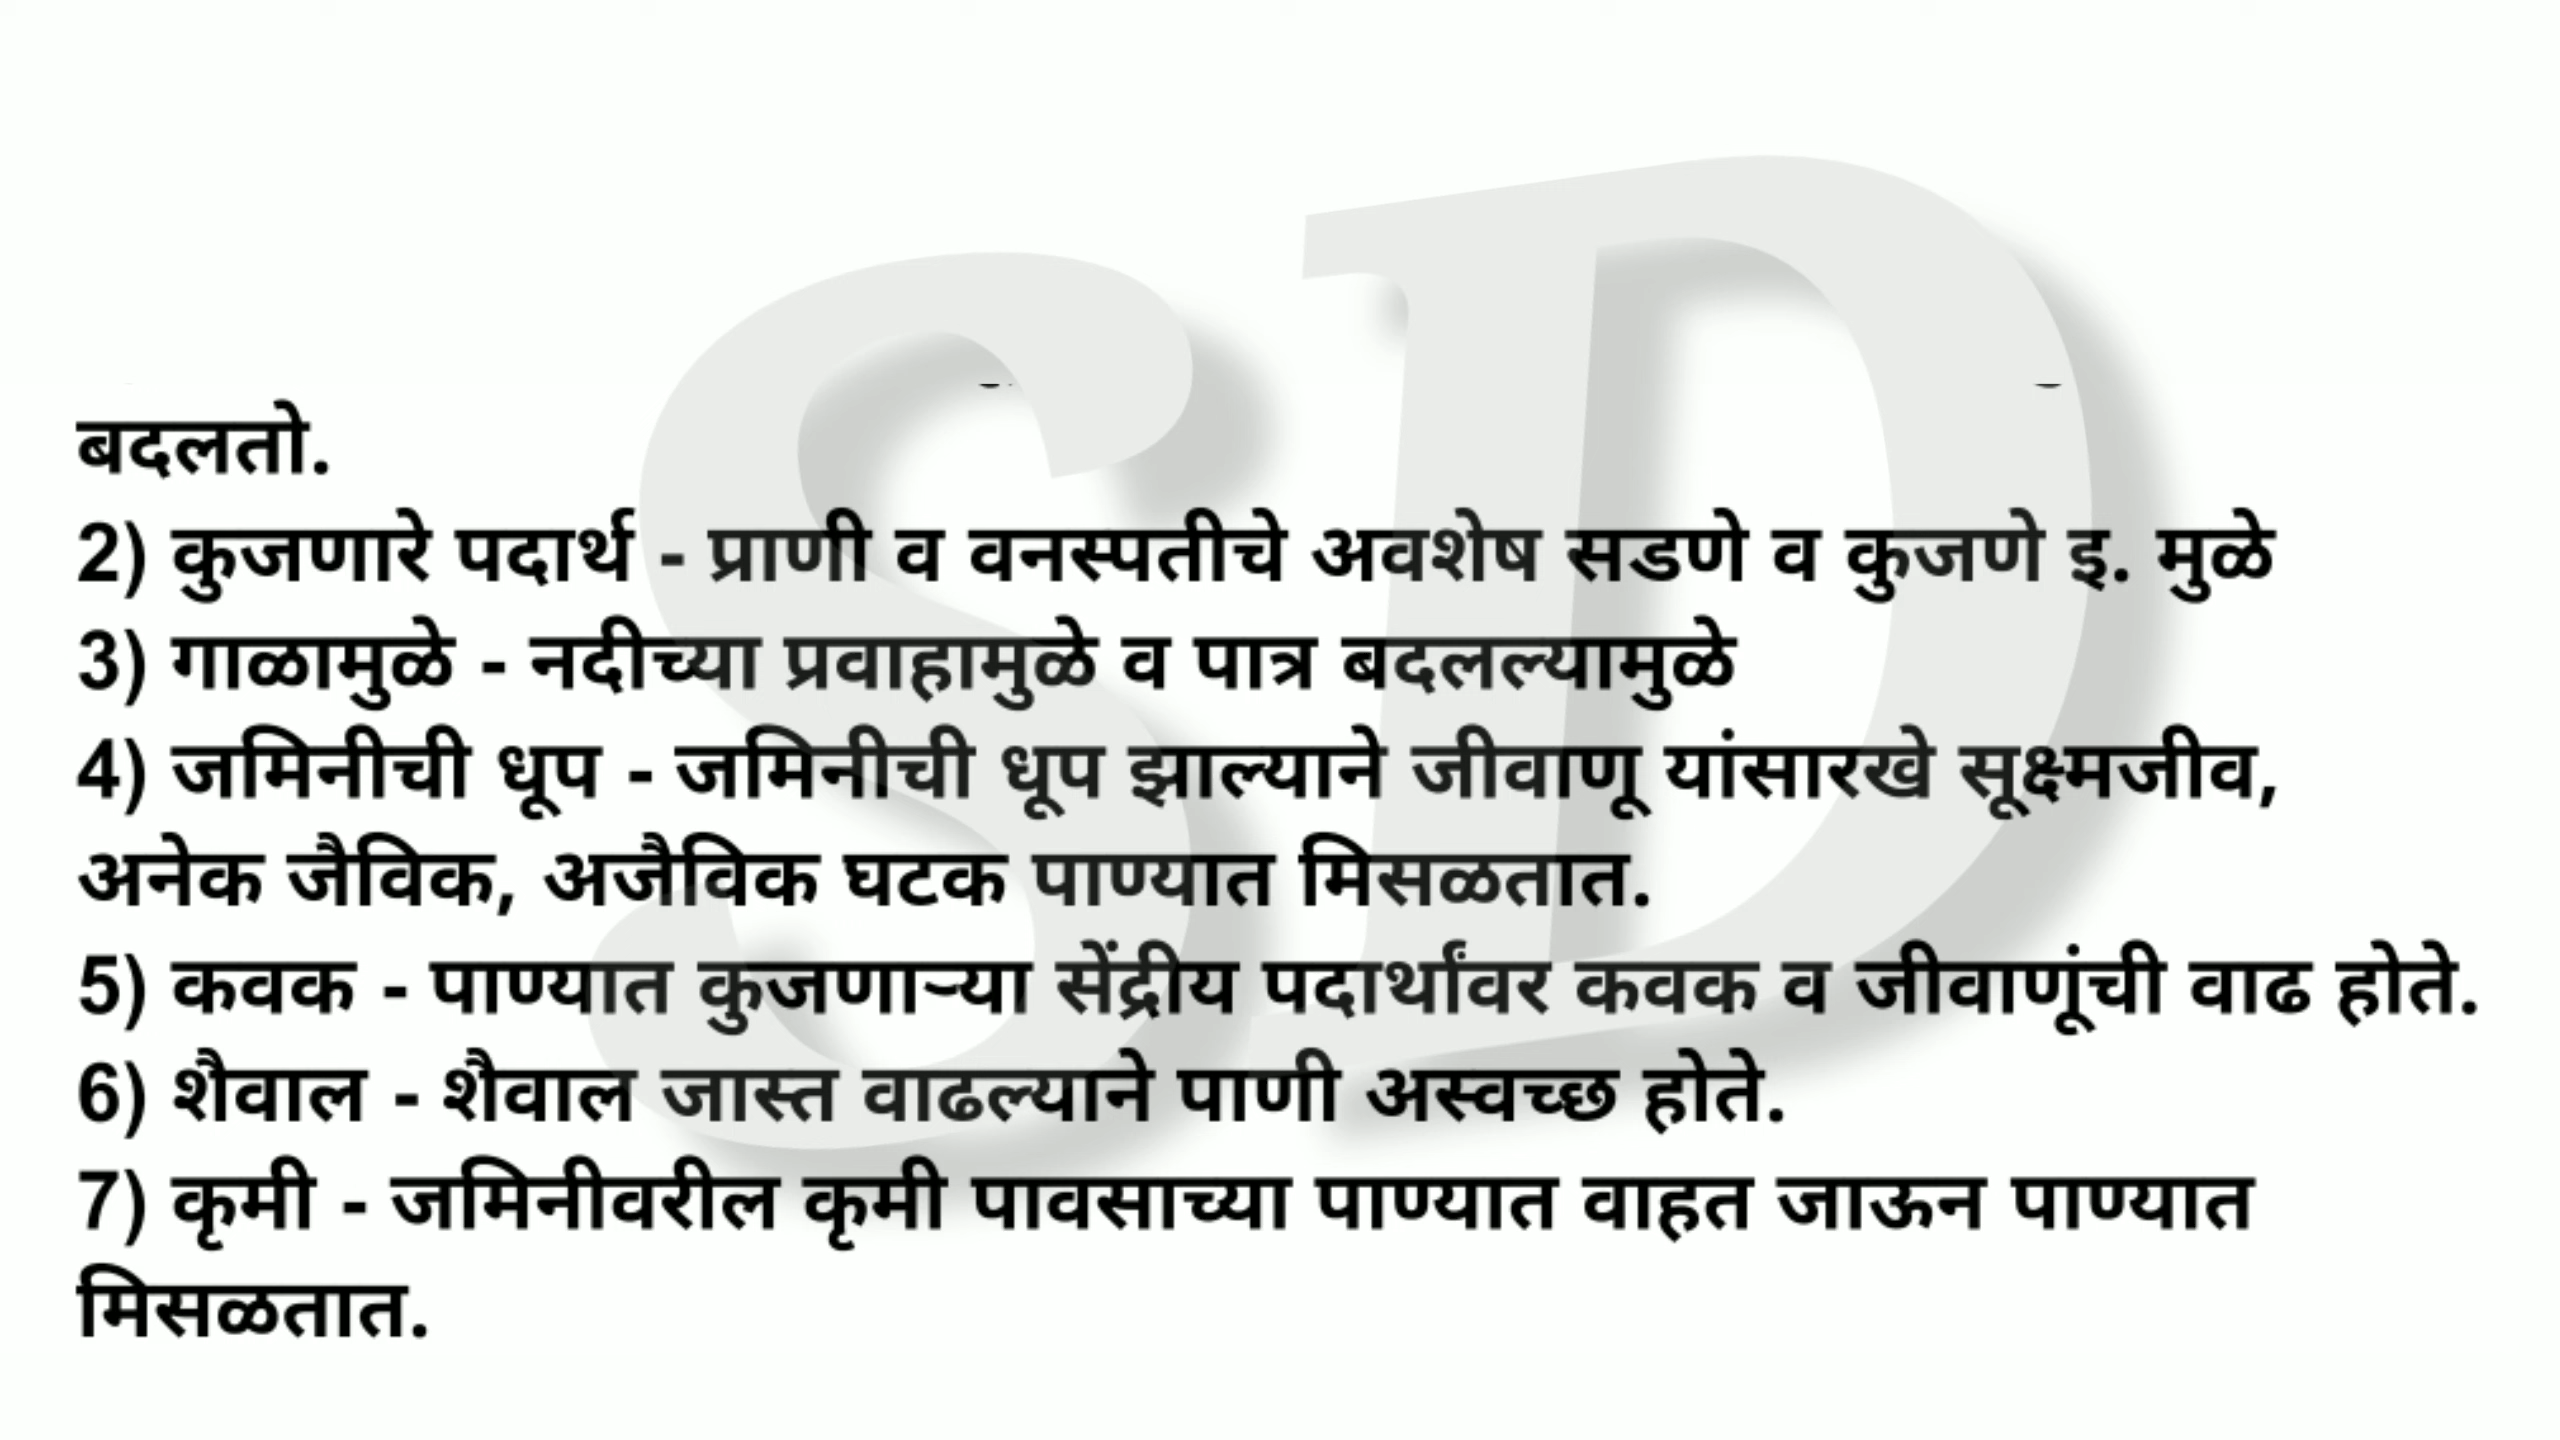 बदलतो.
2) कुजणारे पदार्थ - प्राणी व वनस्पतीचे अवशेष सडणे व कुजणे इ. मुळे
3) गाळामुळे - नदीच्या प्रवाहामुळे व पात्र बदलल्यामुळे
4) जमिनीची धूप - जमिनीची धूप झाल्याने जीवाणू यांसारखे सूक्ष्मजीव,
अनेक जैविक, अजैविक घटक पाण्यात मिसळतात.
5) कवक - पाण्यात कुजणाऱ्या सेंद्रीय पदार्थांवर कवक व जीवाणूंची वाढ होते.
6) शैवाल - शैवाल जास्त वाढल्याने पाणी अस्वच्छ होते.
7) कृमी - जमिनीवरील कृमी पावसाच्या पाण्यात वाहत जाऊन पाण्यात
मिसळतात.
SD